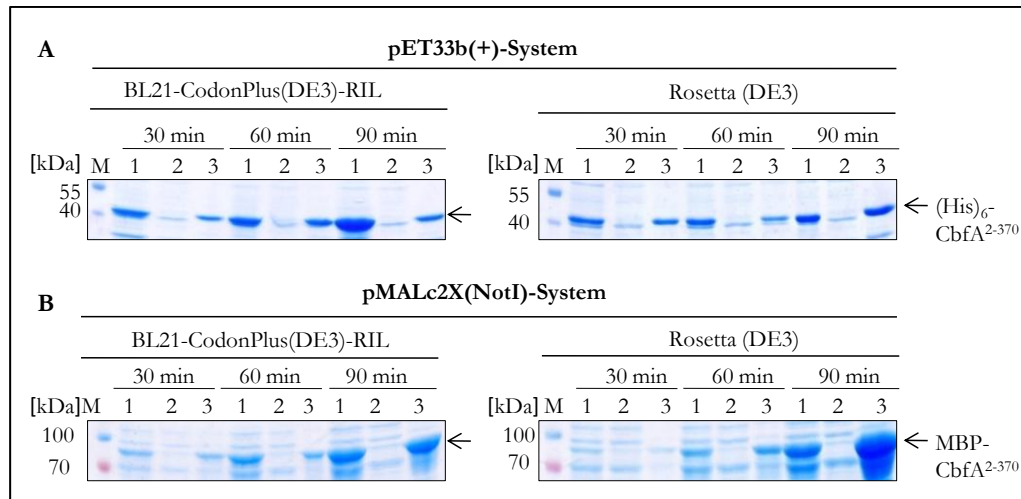 A
pET33b(+)-System
BL21-CodonPlus(DE3)-RIL Rosetta (DE3)
30 min 60 min 90 min 30 min 60 min 90 min
[kDa] M 1 2 3 1 2 3 1 2 3 [kDa] M 1 2 3 1 2 3 1 2 3
55 55
40 40
(His)₆-
CbfA²⁻³⁷⁰
B
pMALc2X(NotI)-System
BL21-CodonPlus(DE3)-RIL Rosetta (DE3)
30 min 60 min 90 min 30 min 60 min 90 min
[kDa] M 1 2 3 1 2 3 1 2 3 [kDa] M 1 2 3 1 2 3 1 2 3
100 100
70 70
MBP-
CbfA²⁻³⁷⁰